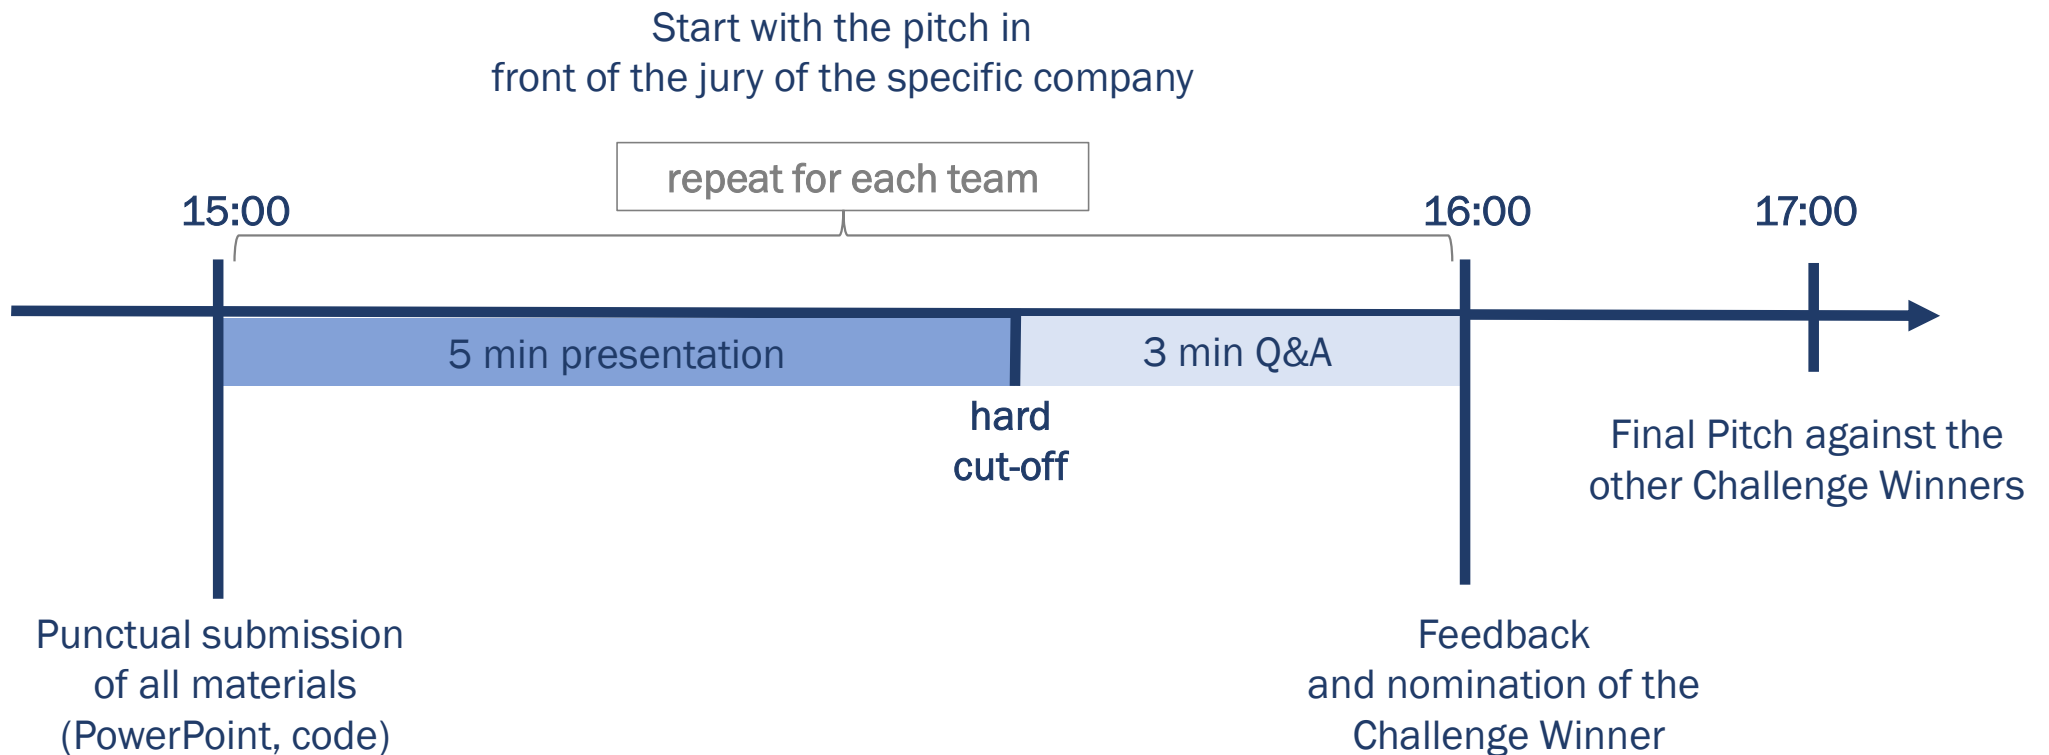 Start with the pitch in
front of the jury of the specific company
repeat for each team
15:00
16:00
17:00
5 min presentation
3 min Q&A
hard
cut-off
Final Pitch against the
other Challenge Winners
Punctual submission
of all materials
(PowerPoint, code)
Feedback
and nomination of the
Challenge Winner